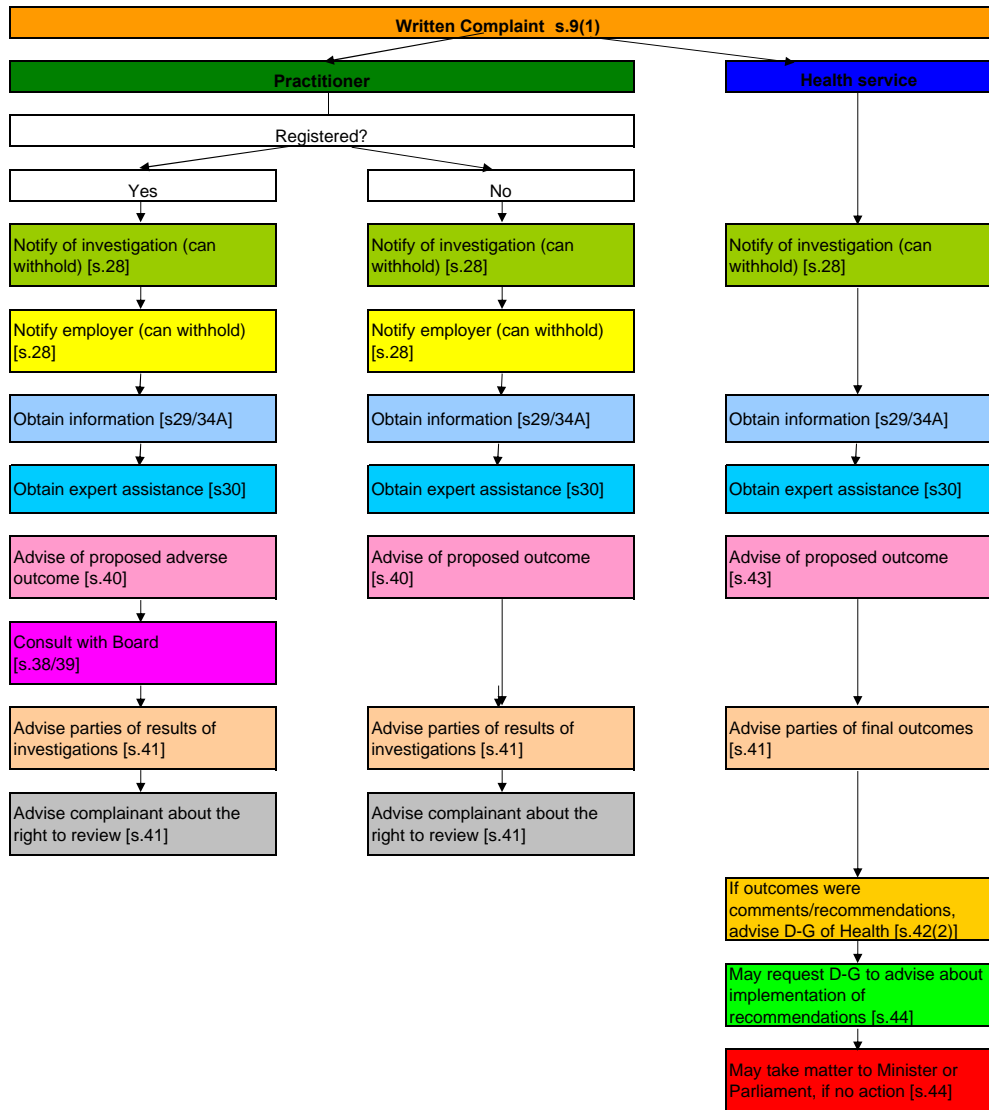 Written Complaint s.9(1)
Practitioner
Health service
Registered?
Yes
No
Notify of investigation (can
withhold) [s.28]
Notify of investigation (can
withhold) [s.28]
Notify of investigation (can
withhold) [s.28]
Notify employer (can withhold)
[s.28]
Notify employer (can withhold)
[s.28]
Obtain information [s29/34A]
Obtain information [s29/34A]
Obtain information [s29/34A]
Obtain expert assistance [s30]
Obtain expert assistance [s30]
Obtain expert assistance [s30]
Advise of proposed adverse
outcome [s.40]
Advise of proposed outcome
[s.40]
Advise of proposed outcome
[s.43]
Consult with Board
[s.38/39]
Advise parties of results of
investigations [s.41]
Advise parties of results of
investigations [s.41]
Advise parties of final outcomes
[s.41]
Advise complainant about the
right to review [s.41]
Advise complainant about the
right to review [s.41]
If outcomes were
comments/recommendations,
advise D-G of Health [s.42(2)]
May request D-G to advise about
implementation of
recommendations [s.44]
May take matter to Minister or
Parliament, if no action [s.44]